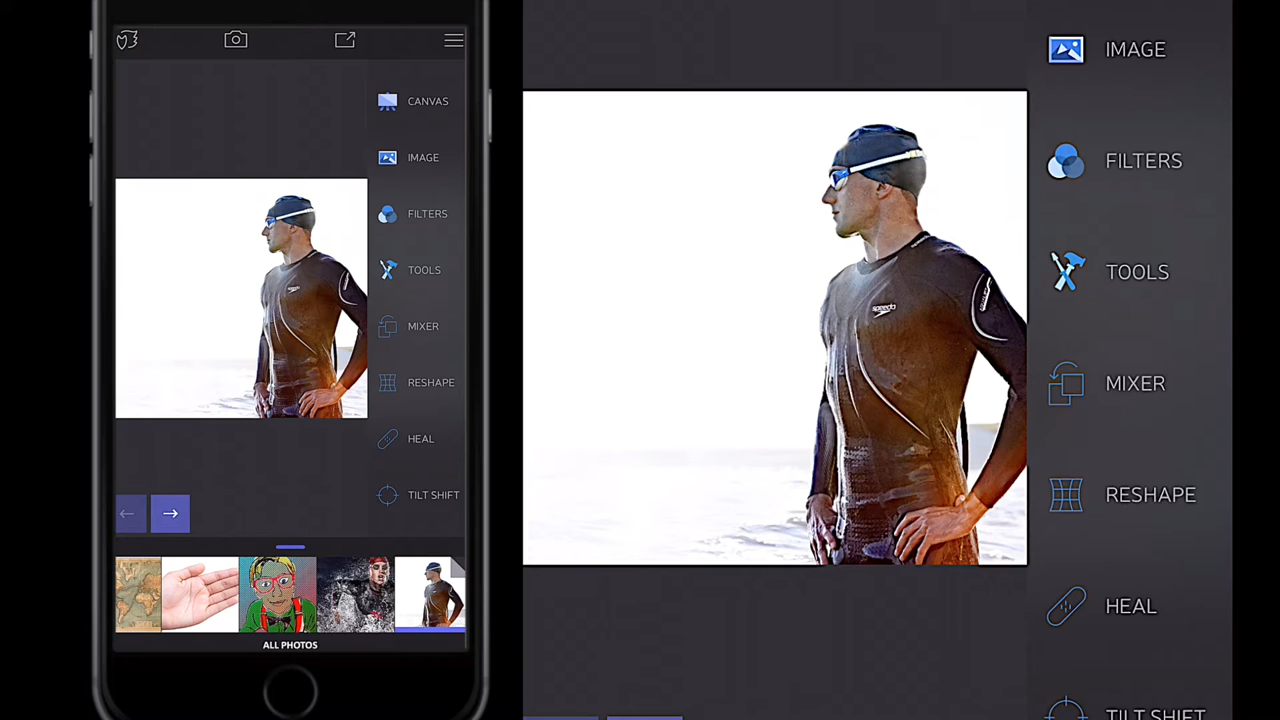 CANVAS
IMAGE
FILTERS
TOOLS
MIXER
RESHAPE
HEAL
TILT SHIFT
ALL PHOTOS
speedo
IMAGE
FILTERS
TOOLS
MIXER
RESHAPE
HEAL
TILT SHIFT